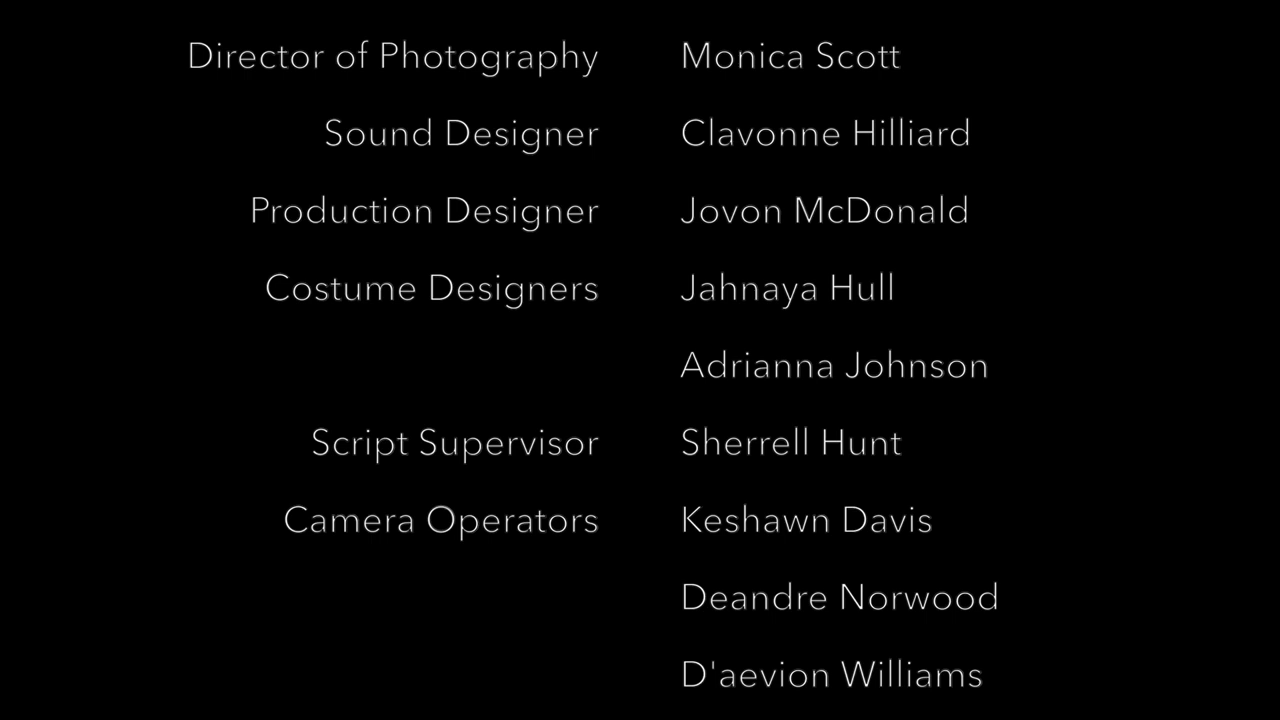 Director of Photography Monica Scott
Sound Designer Clavonne Hilliard
Production Designer Jovon McDonald
Costume Designers Jahnaya Hull
Adrianna Johnson
Script Supervisor Sherrell Hunt
Camera Operators Keshawn Davis
Deandre Norwood
D'aevion Williams